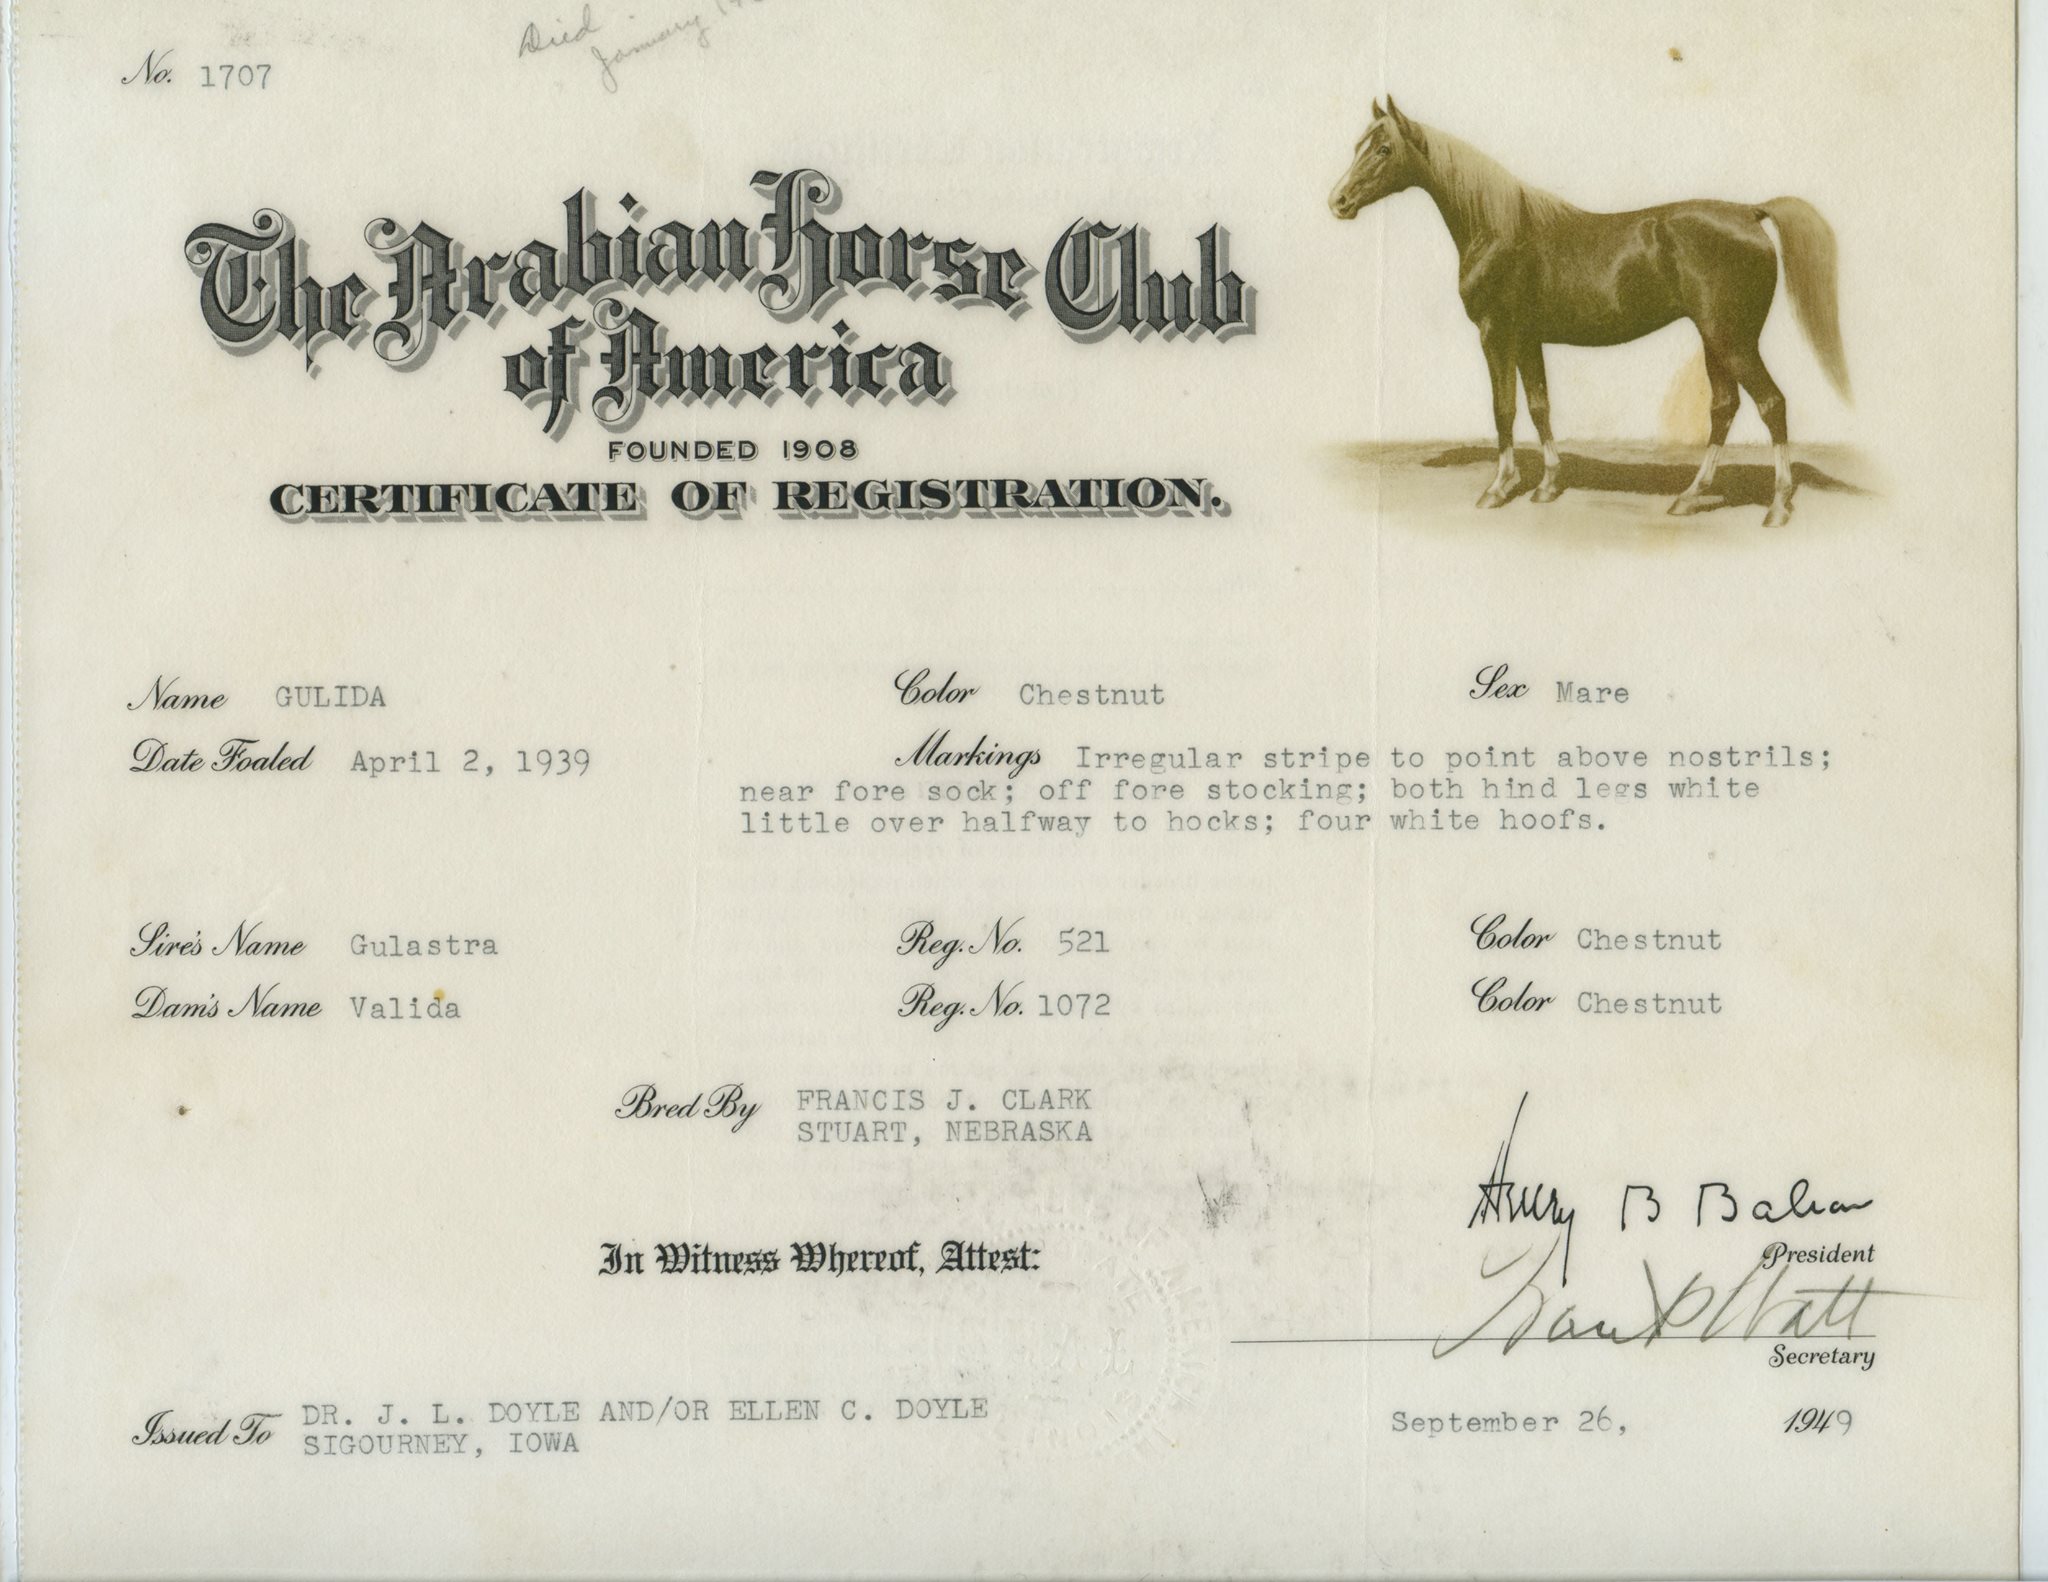 Died
January
No. 1707
The Arabian Horse Club
of America
FOUNDED 1908
CERTIFICATE OF REGISTRATION.
Name GULIDA Color Chestnut Sex Mare
Date Foaled April 2, 1939 Markings Irregular stripe to point above nostrils;
near fore sock; off fore stocking; both hind legs white
little over halfway to hocks; four white hoofs.
Sire's Name Gulastra Reg. No. 521 Color Chestnut
Dam's Name Valida Reg. No. 1072 Color Chestnut
Bred By FRANCIS J. CLARK
STUART, NEBRASKA
Henry B Babson
President
In Witness Whereof, Attest:
Frank Watt
Secretary
Issued To DR. J. L. DOYLE AND/OR ELLEN C. DOYLE
SIGOURNEY, IOWA
September 26, 1949